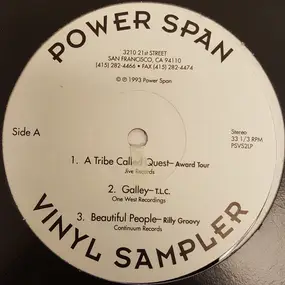 POWER SPAN
3210 21st STREET
SAN FRANCISCO, CA 94110
(415) 282-4466 • FAX (415) 282-4474
© ℗ 1993 Power Span
Side A
Stereo
33 1/3 RPM
PSVS2LP
1. A Tribe Called Quest—Award Tour
Jive Records
2. Galley—T.L.C.
One West Recordings
3. Beautiful People—Rilly Groovy
Continuum Records
VINYL SAMPLER